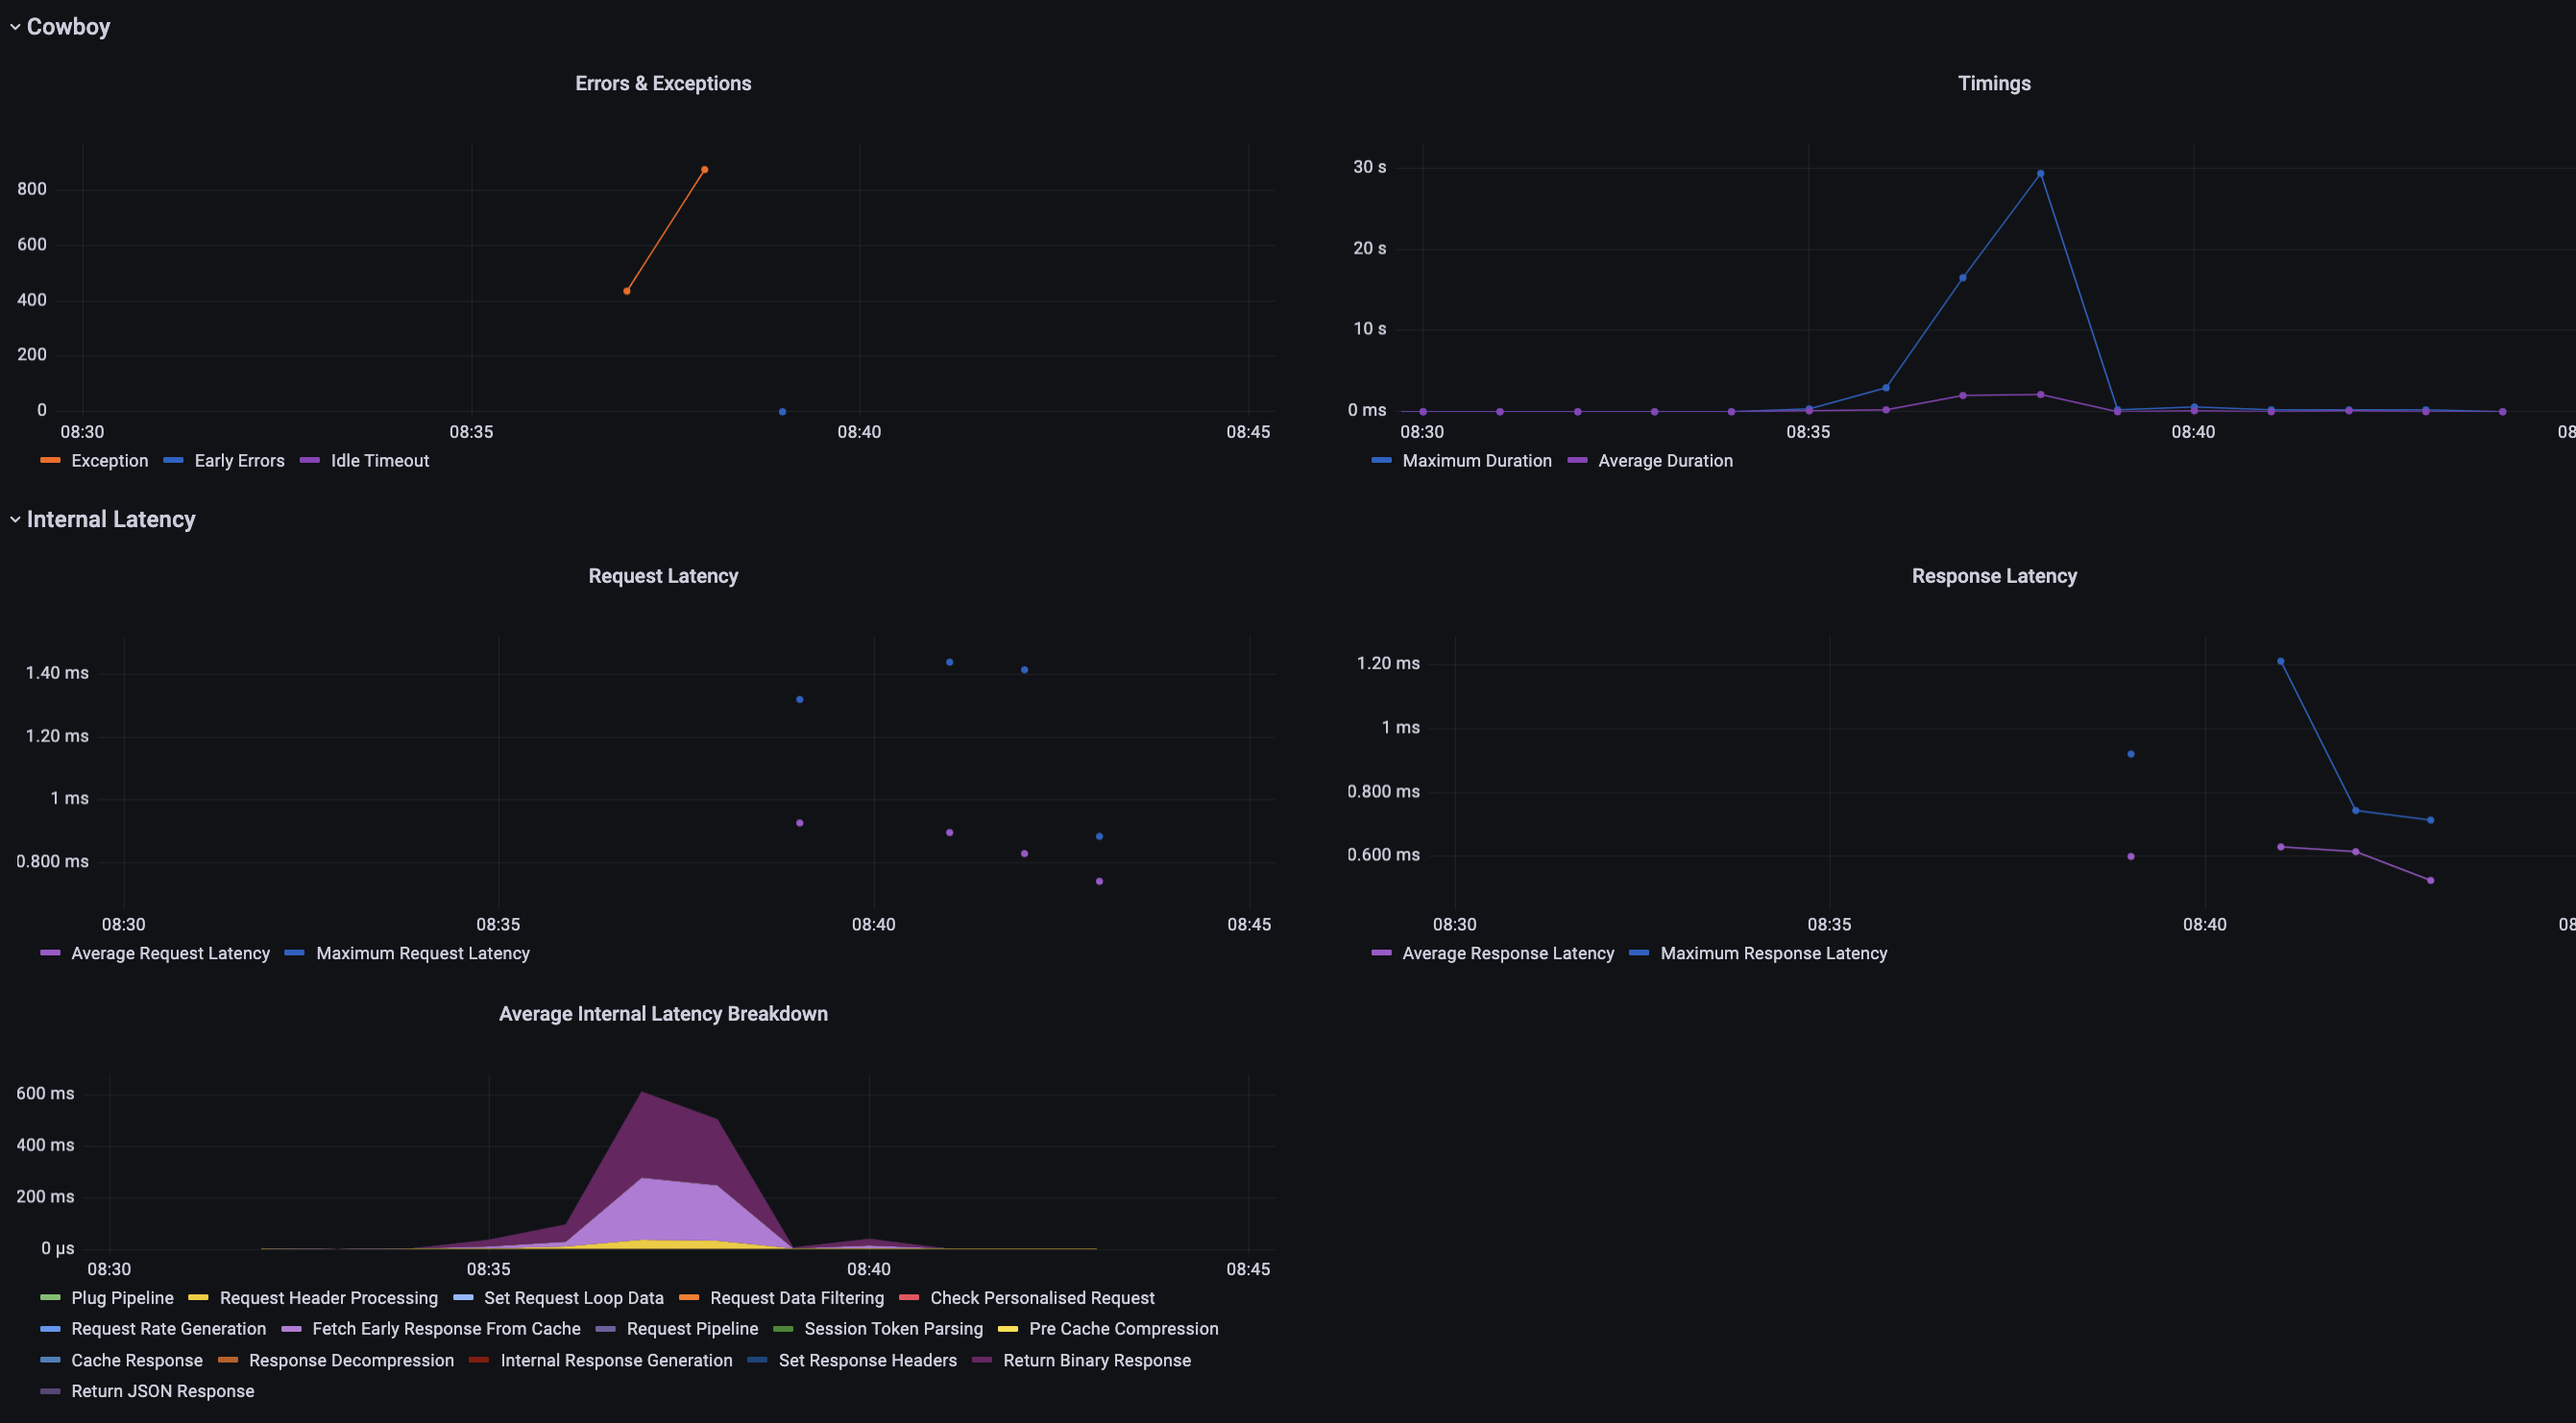 Cowboy
Errors & Exceptions
800
600
400
200
0
08:30 08:35 08:40 08:45
Exception Early Errors Idle Timeout
Timings
30 s
20 s
10 s
0 ms
08:30 08:35 08:40 08
Maximum Duration Average Duration
Internal Latency
Request Latency
1.40 ms
1.20 ms
1 ms
0.800 ms
08:30 08:35 08:40 08:45
Average Request Latency Maximum Request Latency
Response Latency
1.20 ms
1 ms
0.800 ms
0.600 ms
08:30 08:35 08:40 08
Average Response Latency Maximum Response Latency
Average Internal Latency Breakdown
600 ms
400 ms
200 ms
0 µs
08:30 08:35 08:40 08:45
Plug Pipeline Request Header Processing Set Request Loop Data Request Data Filtering Check Personalised Request
Request Rate Generation Fetch Early Response From Cache Request Pipeline Session Token Parsing Pre Cache Compression
Cache Response Response Decompression Internal Response Generation Set Response Headers Return Binary Response
Return JSON Response